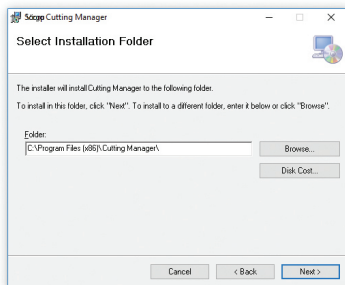 Cutting Manager
Select Installation Folder
The installer will install Cutting Manager to the following folder.
To install in this folder, click "Next". To install to a different folder, enter it below or click "Browse".
Folder:
C:\Program Files (x86)\Cutting Manager\
Browse...
Disk Cost...
Cancel
< Back
Next >